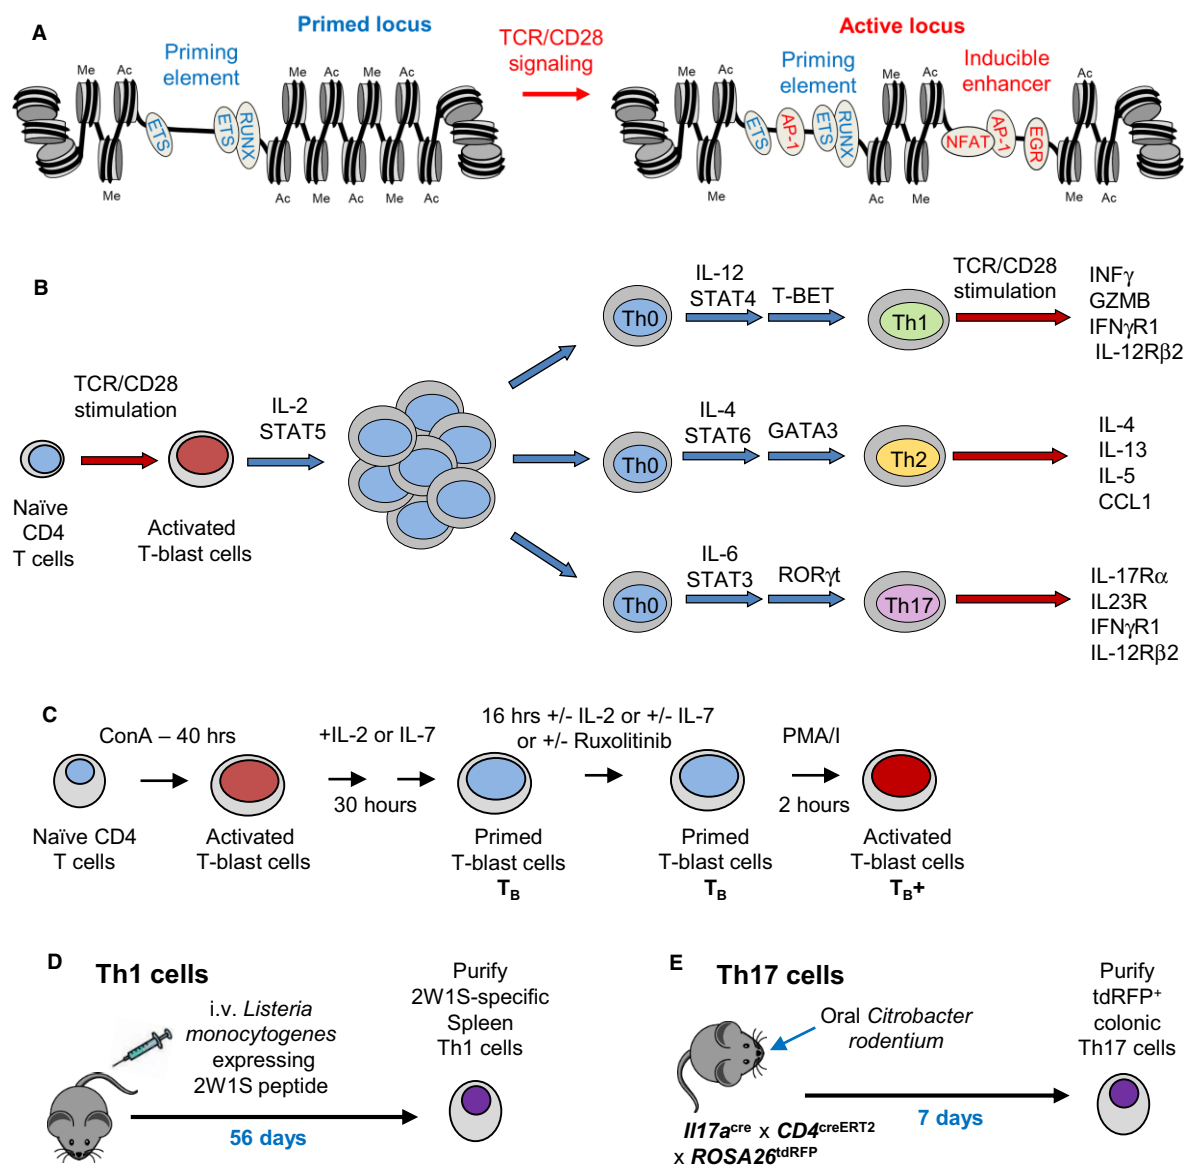 A
Primed locus
TCR/CD28
signaling
Active locus
Priming
element
Priming
element
Inducible
enhancer
Me
Ac
Me
Ac
Me
Ac
Me
Ac
Me
Ac
Me
Ac
ETS
ETS
RUNX
ETS
AP-1
ETS
RUNX
NFAT
AP-1
EGR
Me
Ac
Me
Ac
Me
Ac
Me
Ac
Me
Me
Ac
B
TCR/CD28
stimulation
IL-2
STAT5
Naïve
CD4
T cells
Activated
T-blast cells
Th0
IL-12
STAT4
T-BET
Th1
TCR/CD28
stimulation
INFγ
GZMB
IFNγR1
IL-12Rβ2
Th0
IL-4
STAT6
GATA3
Th2
IL-4
IL-13
IL-5
CCL1
Th0
IL-6
STAT3
RORγt
Th17
IL-17Rα
IL23R
IFNγR1
IL-12Rβ2
C
ConA – 40 hrs
+IL-2 or IL-7
30 hours
16 hrs +/- IL-2 or +/- IL-7
or +/- Ruxolitinib
PMA/I
2 hours
Naïve CD4
T cells
Activated
T-blast cells
Primed
T-blast cells
TB
Primed
T-blast cells
TB
Activated
T-blast cells
TB+
D
Th1 cells
i.v. Listeria
monocytogenes
expressing
2W1S peptide
56 days
Purify
2W1S-specific
Spleen
Th1 cells
E
Th17 cells
Oral Citrobacter
rodentium
7 days
Il17acre x CD4creERT2
x ROSA26tdRFP
Purify
tdRFP+
colonic
Th17 cells